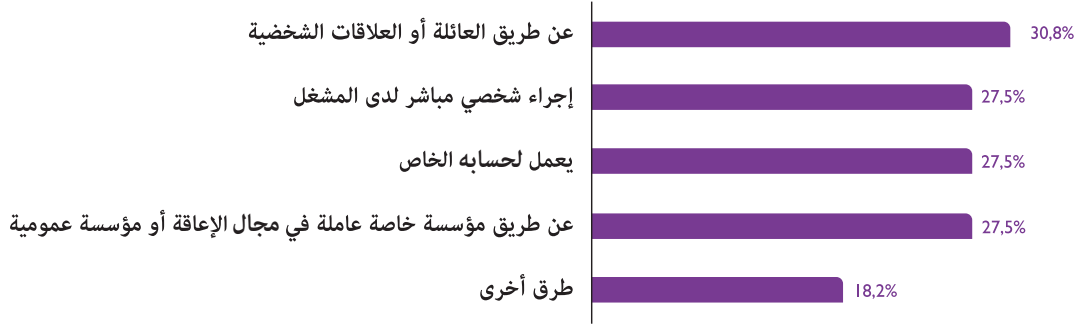 عن طريق العائلة أو العلاقات الشخضية 30,8%
إجراء شخصي مباشر لدى المشغل 27,5%
يعمل لحسابه الخاص 27,5%
عن طريق مؤسسة خاصة عاملة في مجال الإعاقة أو مؤسسة عمومية 27,5%
طرق أخرى 18,2%